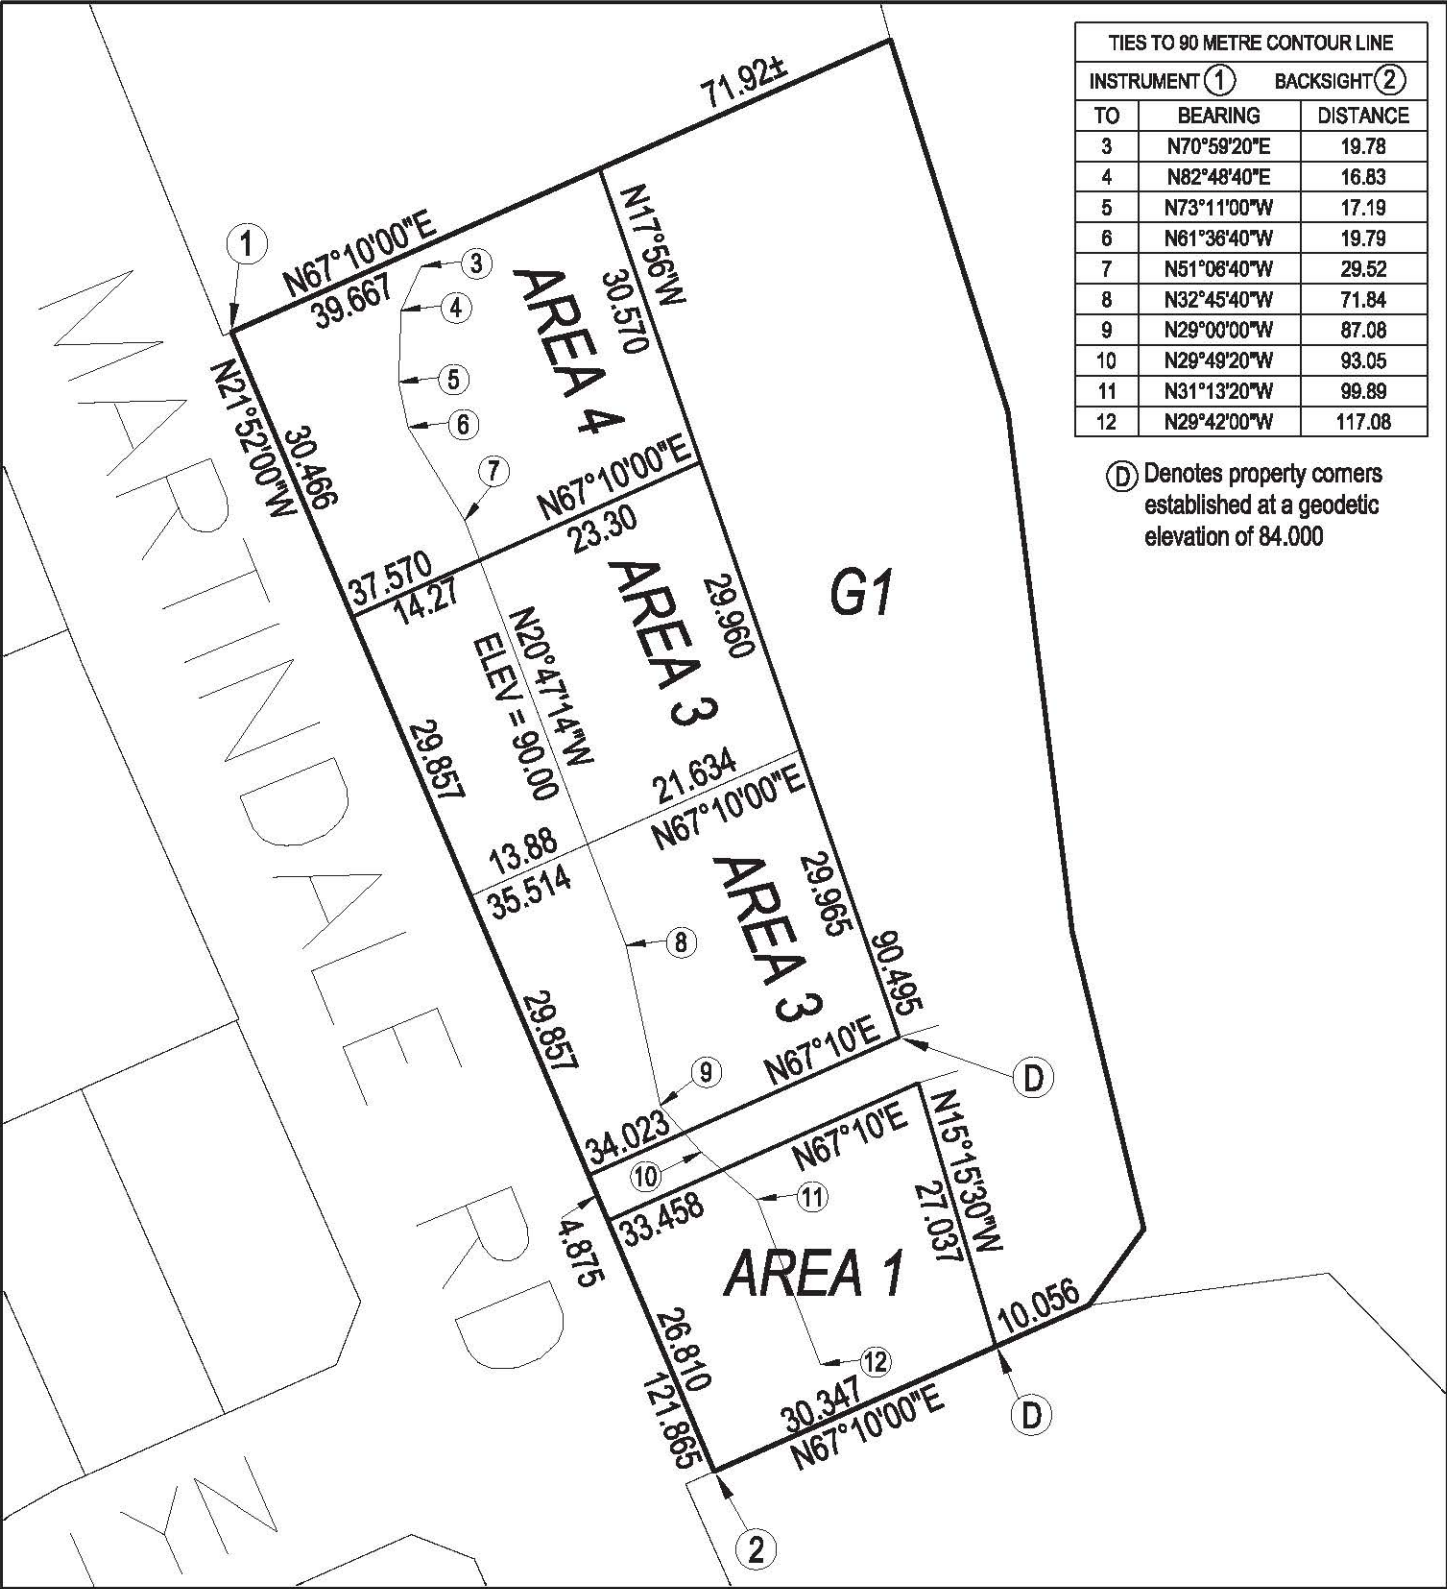 TIES TO 90 METRE CONTOUR LINE
INSTRUMENT 1 BACKSIGHT 2
TO BEARING DISTANCE
3 N70°59'20"E 19.78
4 N82°48'40"E 16.83
5 N73°11'00"W 17.19
6 N61°36'40"W 19.79
7 N51°06'40"W 29.52
8 N32°45'40"W 71.84
9 N29°00'00"W 87.08
10 N29°49'20"W 93.05
11 N31°13'20"W 99.89
12 N29°42'00"W 117.08
D Denotes property corners
established at a geodetic
elevation of 84.000
71.92±
1
N67°10'00"E
39.667
3
4
5
6
7
AREA 4
N17°56'W
30.570
N21°52'00"W
30.466
N67°10'00"E
23.30
37.570
14.27
AREA 3
29.960
G1
N20°47'14"W
ELEV = 90.00
29.857
21.634
N67°10'00"E
13.88
35.514
AREA 3
29.965
90.495
8
29.857
9
N67°10'E
D
34.023
10
N67°10'E
11
33.458
4.875
N15°15'30"W
27.037
AREA 1
10.056
26.810
121.865
12
30.347
N67°10'00"E
D
2
MARTINDALE RD
N
Y